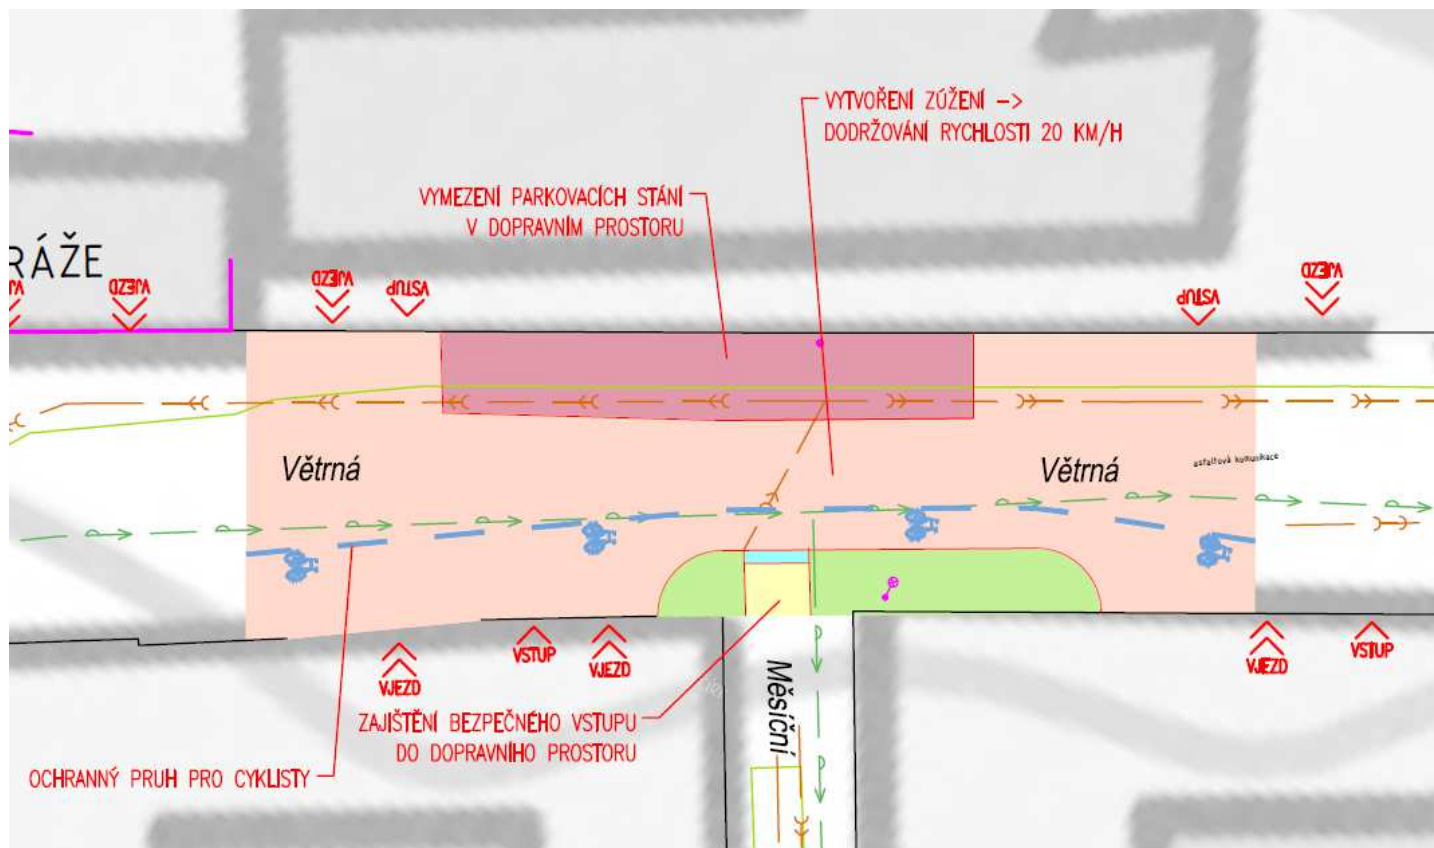 VYTVOŘENÍ ZÚŽENÍ ->
DODRŽOVÁNÍ RYCHLOSTI 20 KM/H
VYMEZENÍ PARKOVACÍCH STÁNÍ
V DOPRAVNÍM PROSTORU
RÁŽE
VJEZD
VJEZD
VSTUP
VSTUP
VJEZD
Větrná
Větrná
asfaltová komunikace
VJEZD
VSTUP
VJEZD
VJEZD
VSTUP
Měsíční
ZAJIŠTĚNÍ BEZPEČNÉHO VSTUPU
DO DOPRAVNÍHO PROSTORU
OCHRANNÝ PRUH PRO CYKLISTY